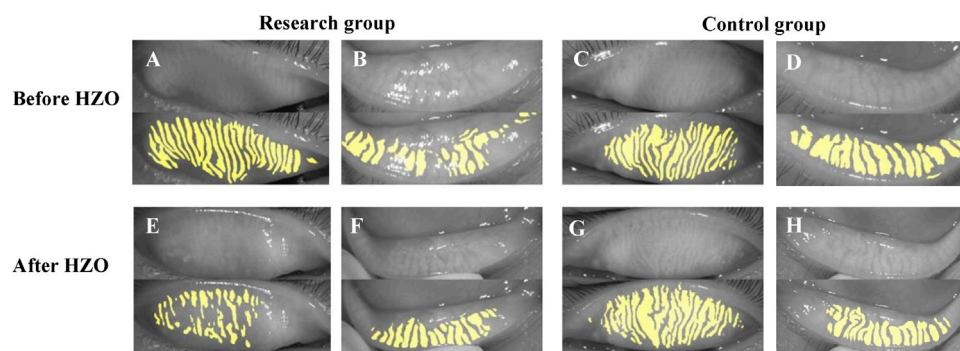 Research group
Control group
Before HZO
A
B
C
D
After HZO
E
F
G
H